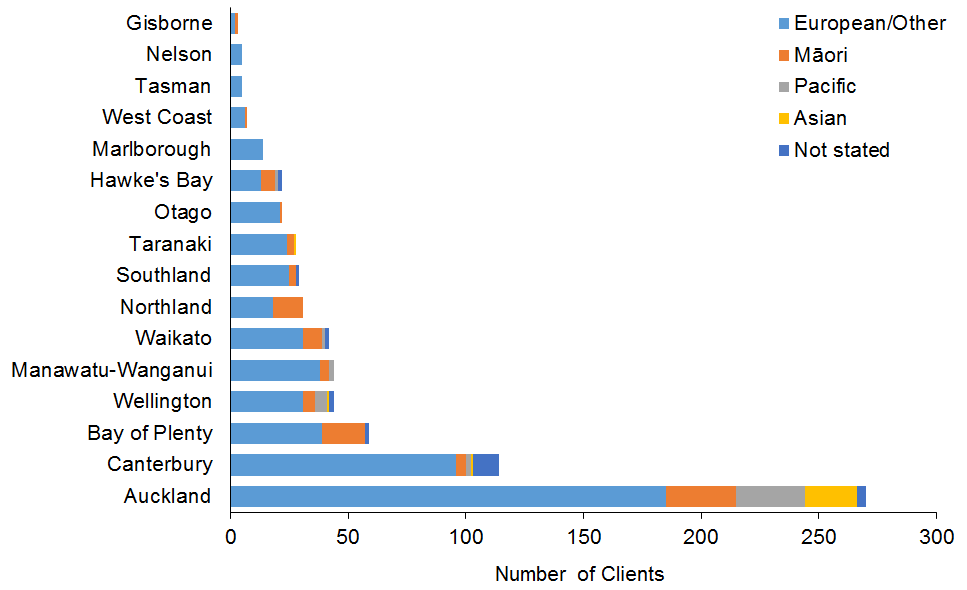 Gisborne
Nelson
Tasman
West Coast
Marlborough
Hawke's Bay
Otago
Taranaki
Southland
Northland
Waikato
Manawatu-Wanganui
Wellington
Bay of Plenty
Canterbury
Auckland
European/Other
Māori
Pacific
Asian
Not stated
0 50 100 150 200 250 300
Number  of Clients